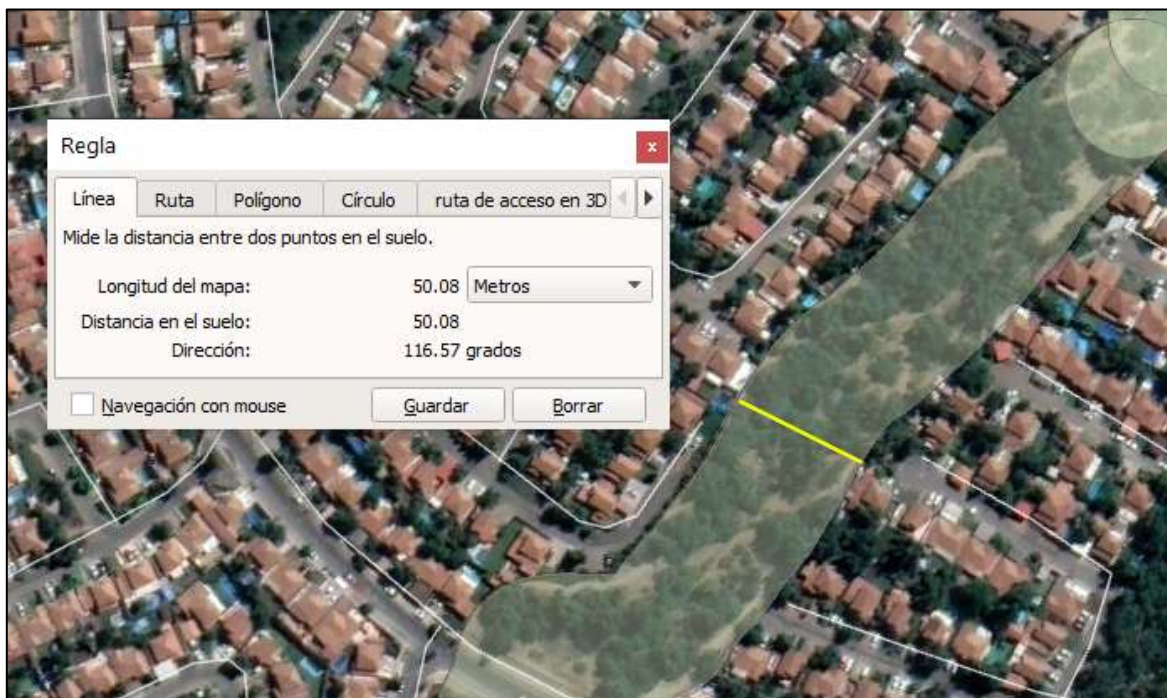 Regla
x
Línea Ruta Polígono Círculo ruta de acceso en 3D
Mide la distancia entre dos puntos en el suelo.
Longitud del mapa: 50.08 Metros
Distancia en el suelo: 50.08
Dirección: 116.57 grados
Navegación con mouse Guardar Borrar